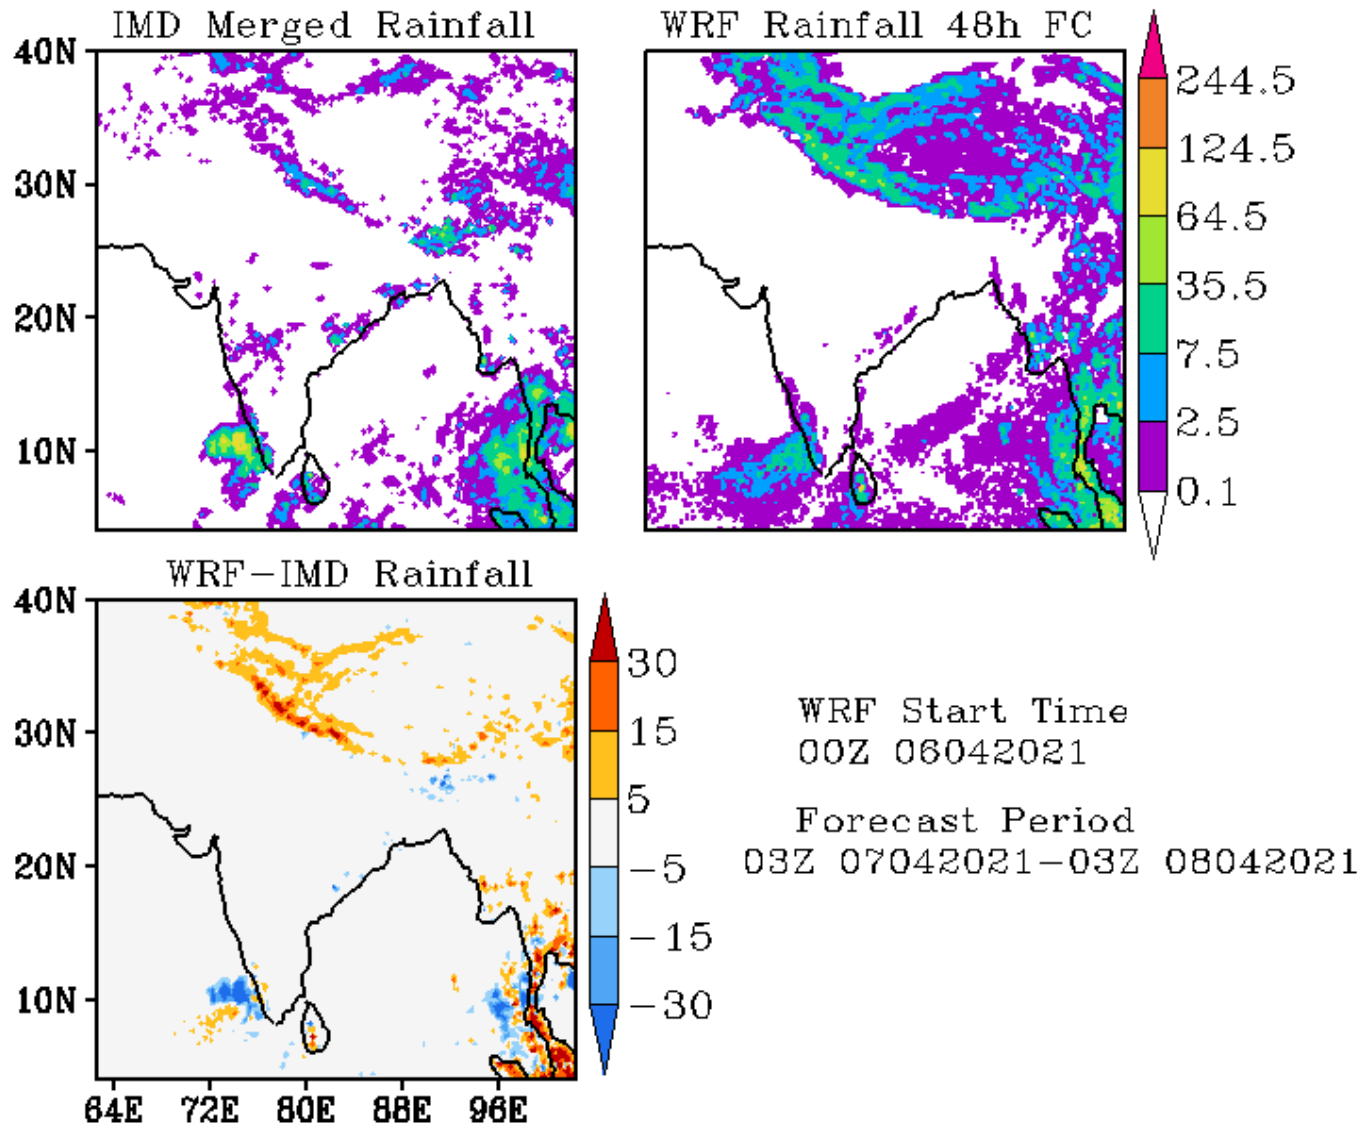 IMD Merged Rainfall
WRF Rainfall 48h FC
40N
30N
20N
10N
244.5
124.5
64.5
35.5
7.5
2.5
0.1
WRF-IMD Rainfall
40N
30N
20N
10N
64E 72E 80E 88E 96E
30
15
5
-5
-15
-30
WRF Start Time
00Z 06042021
Forecast Period
03Z 07042021-03Z 08042021